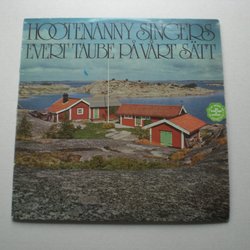 HOOTENANNY SINGERS
EVERT TAUBE PÅ VÅRT SÄTT